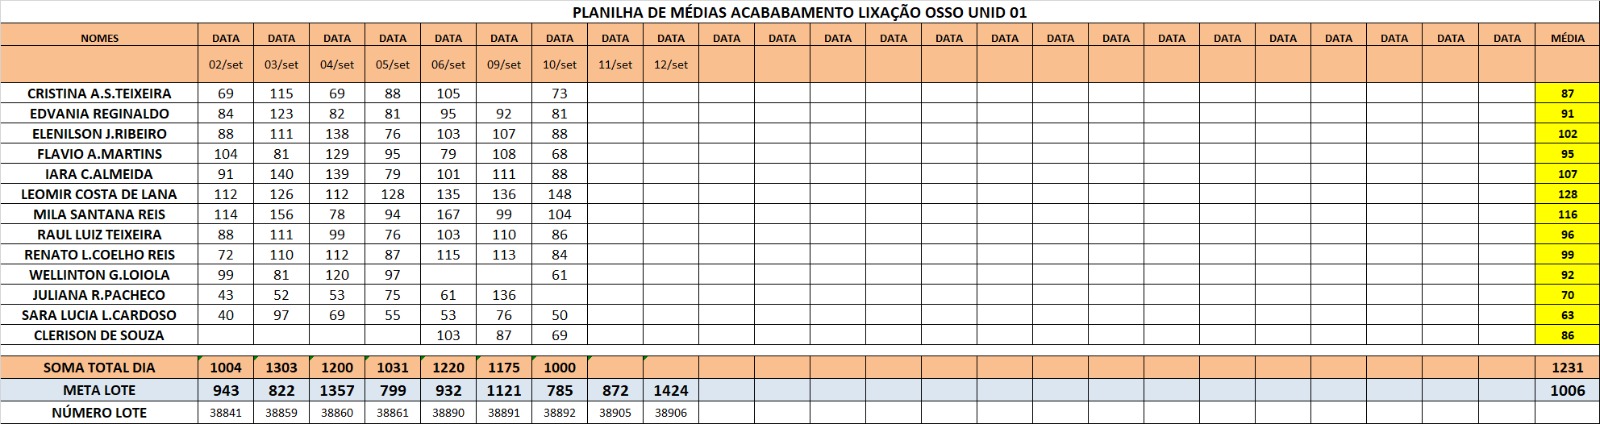 PLANILHA DE MÉDIAS ACABABAMENTO LIXAÇÃO OSSO UNID 01
NOMES DATA DATA DATA DATA DATA DATA DATA DATA DATA DATA DATA DATA DATA DATA DATA DATA DATA DATA DATA DATA DATA DATA DATA DATA MÉDIA
02/set 03/set 04/set 05/set 06/set 09/set 10/set 11/set 12/set
CRISTINA A.S.TEIXEIRA 69 115 69 88 105 73 87
EDVANIA REGINALDO 84 123 82 81 95 92 81 91
ELENILSON J.RIBEIRO 88 111 138 76 103 107 88 102
FLAVIO A.MARTINS 104 81 129 95 79 108 68 95
IARA C.ALMEIDA 91 140 139 79 101 111 88 107
LEOMIR COSTA DE LANA 112 126 112 128 135 136 148 128
MILA SANTANA REIS 114 156 78 94 167 99 104 116
RAUL LUIZ TEIXEIRA 88 111 99 76 103 110 86 96
RENATO L.COELHO REIS 72 110 112 87 115 113 84 99
WELLINTON G.LOIOLA 99 81 120 97 61 92
JULIANA R.PACHECO 43 52 53 75 61 136 70
SARA LUCIA L.CARDOSO 40 97 69 55 53 76 50 63
CLERISON DE SOUZA 103 87 69 86
SOMA TOTAL DIA 1004 1303 1200 1031 1220 1175 1000 1231
META LOTE 943 822 1357 799 932 1121 785 872 1424 1006
NÚMERO LOTE 38841 38859 38860 38861 38890 38891 38892 38905 38906